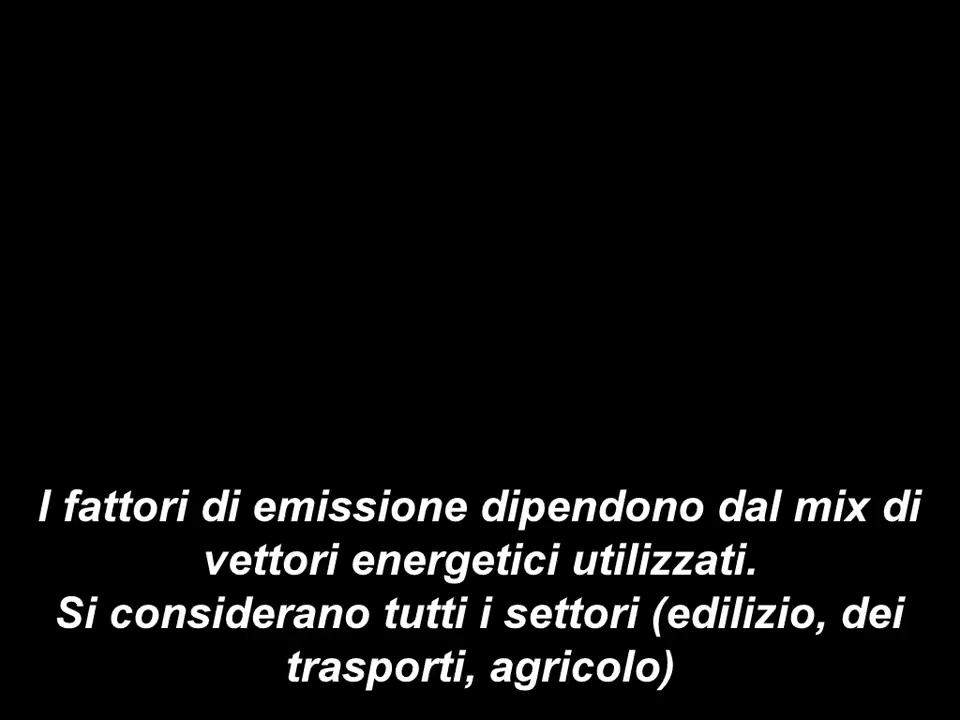 I fattori di emissione dipendono dal mix di
vettori energetici utilizzati.
Si considerano tutti i settori (edilizio, dei
trasporti, agricolo)